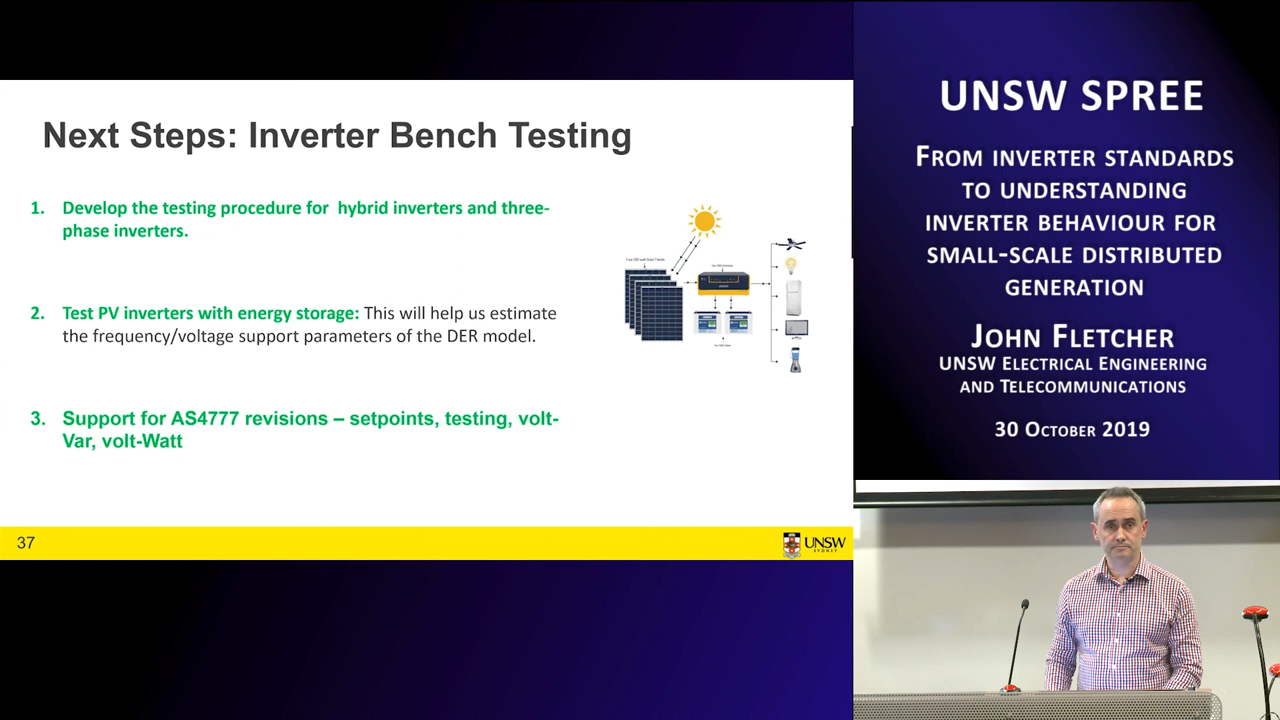 Next Steps: Inverter Bench Testing
1. Develop the testing procedure for hybrid inverters and three-
phase inverters.
2. Test PV inverters with energy storage: This will help us estimate
the frequency/voltage support parameters of the DER model.
3. Support for AS4777 revisions – setpoints, testing, volt-
Var, volt-Watt
37
UNSW
SYDNEY
UNSW SPREE
FROM INVERTER STANDARDS
TO UNDERSTANDING
INVERTER BEHAVIOUR FOR
SMALL-SCALE DISTRIBUTED
GENERATION
JOHN FLETCHER
UNSW ELECTRICAL ENGINEERING
AND TELECOMMUNICATIONS
30 OCTOBER 2019